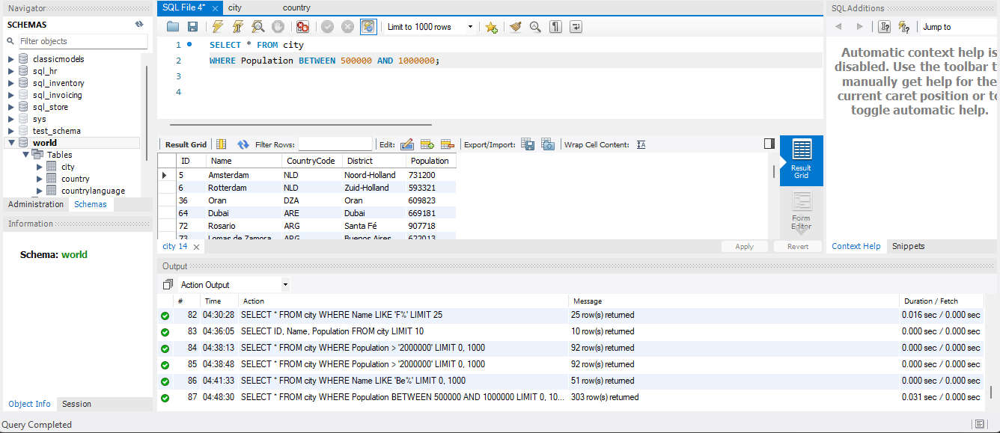 Navigator
SCHEMAS
Filter objects
classicmodels
sql_hr
sql_inventory
sql_invoicing
sql_store
sys
test_schema
world
Tables
city
country
countrylanguage
Administration Schemas
Information
Schema: world
Object Info Session
Query Completed
SQL File 4* city country
Limit to 1000 rows
1 SELECT * FROM city
2 WHERE Population BETWEEN 500000 AND 1000000;
3
4
Result Grid Filter Rows: Edit: Export/Import: Wrap Cell Content:
ID Name CountryCode District Population
5 Amsterdam NLD Noord-Holland 731200
6 Rotterdam NLD Zuid-Holland 593321
36 Oran DZA Oran 609823
64 Dubai ARE Dubai 669181
72 Rosario ARG Santa Fé 907718
73 Lomas de Zamora ARG Buenos Aires 622013
Result
Grid
Form
Editor
city 14 Apply Revert
Output
Action Output
# Time Action Message Duration / Fetch
82 04:30:28 SELECT * FROM city WHERE Name LIKE 'F%' LIMIT 25 25 row(s) returned 0.016 sec / 0.000 sec
83 04:36:05 SELECT ID, Name, Population FROM city LIMIT 10 10 row(s) returned 0.000 sec / 0.000 sec
84 04:38:13 SELECT * FROM city WHERE Population > '2000000' LIMIT 0, 1000 92 row(s) returned 0.000 sec / 0.000 sec
85 04:38:48 SELECT * FROM city WHERE Population > '2000000' LIMIT 0, 1000 92 row(s) returned 0.000 sec / 0.000 sec
86 04:41:33 SELECT * FROM city WHERE Name LIKE 'Be%' LIMIT 0, 1000 51 row(s) returned 0.000 sec / 0.000 sec
87 04:48:30 SELECT * FROM city WHERE Population BETWEEN 500000 AND 1000000 LIMIT 0, 10... 303 row(s) returned 0.031 sec / 0.000 sec
SQLAdditions
Jump to
Automatic context help is
disabled. Use the toolbar t
manually get help for the
current caret position or to
toggle automatic help.
Context Help Snippets